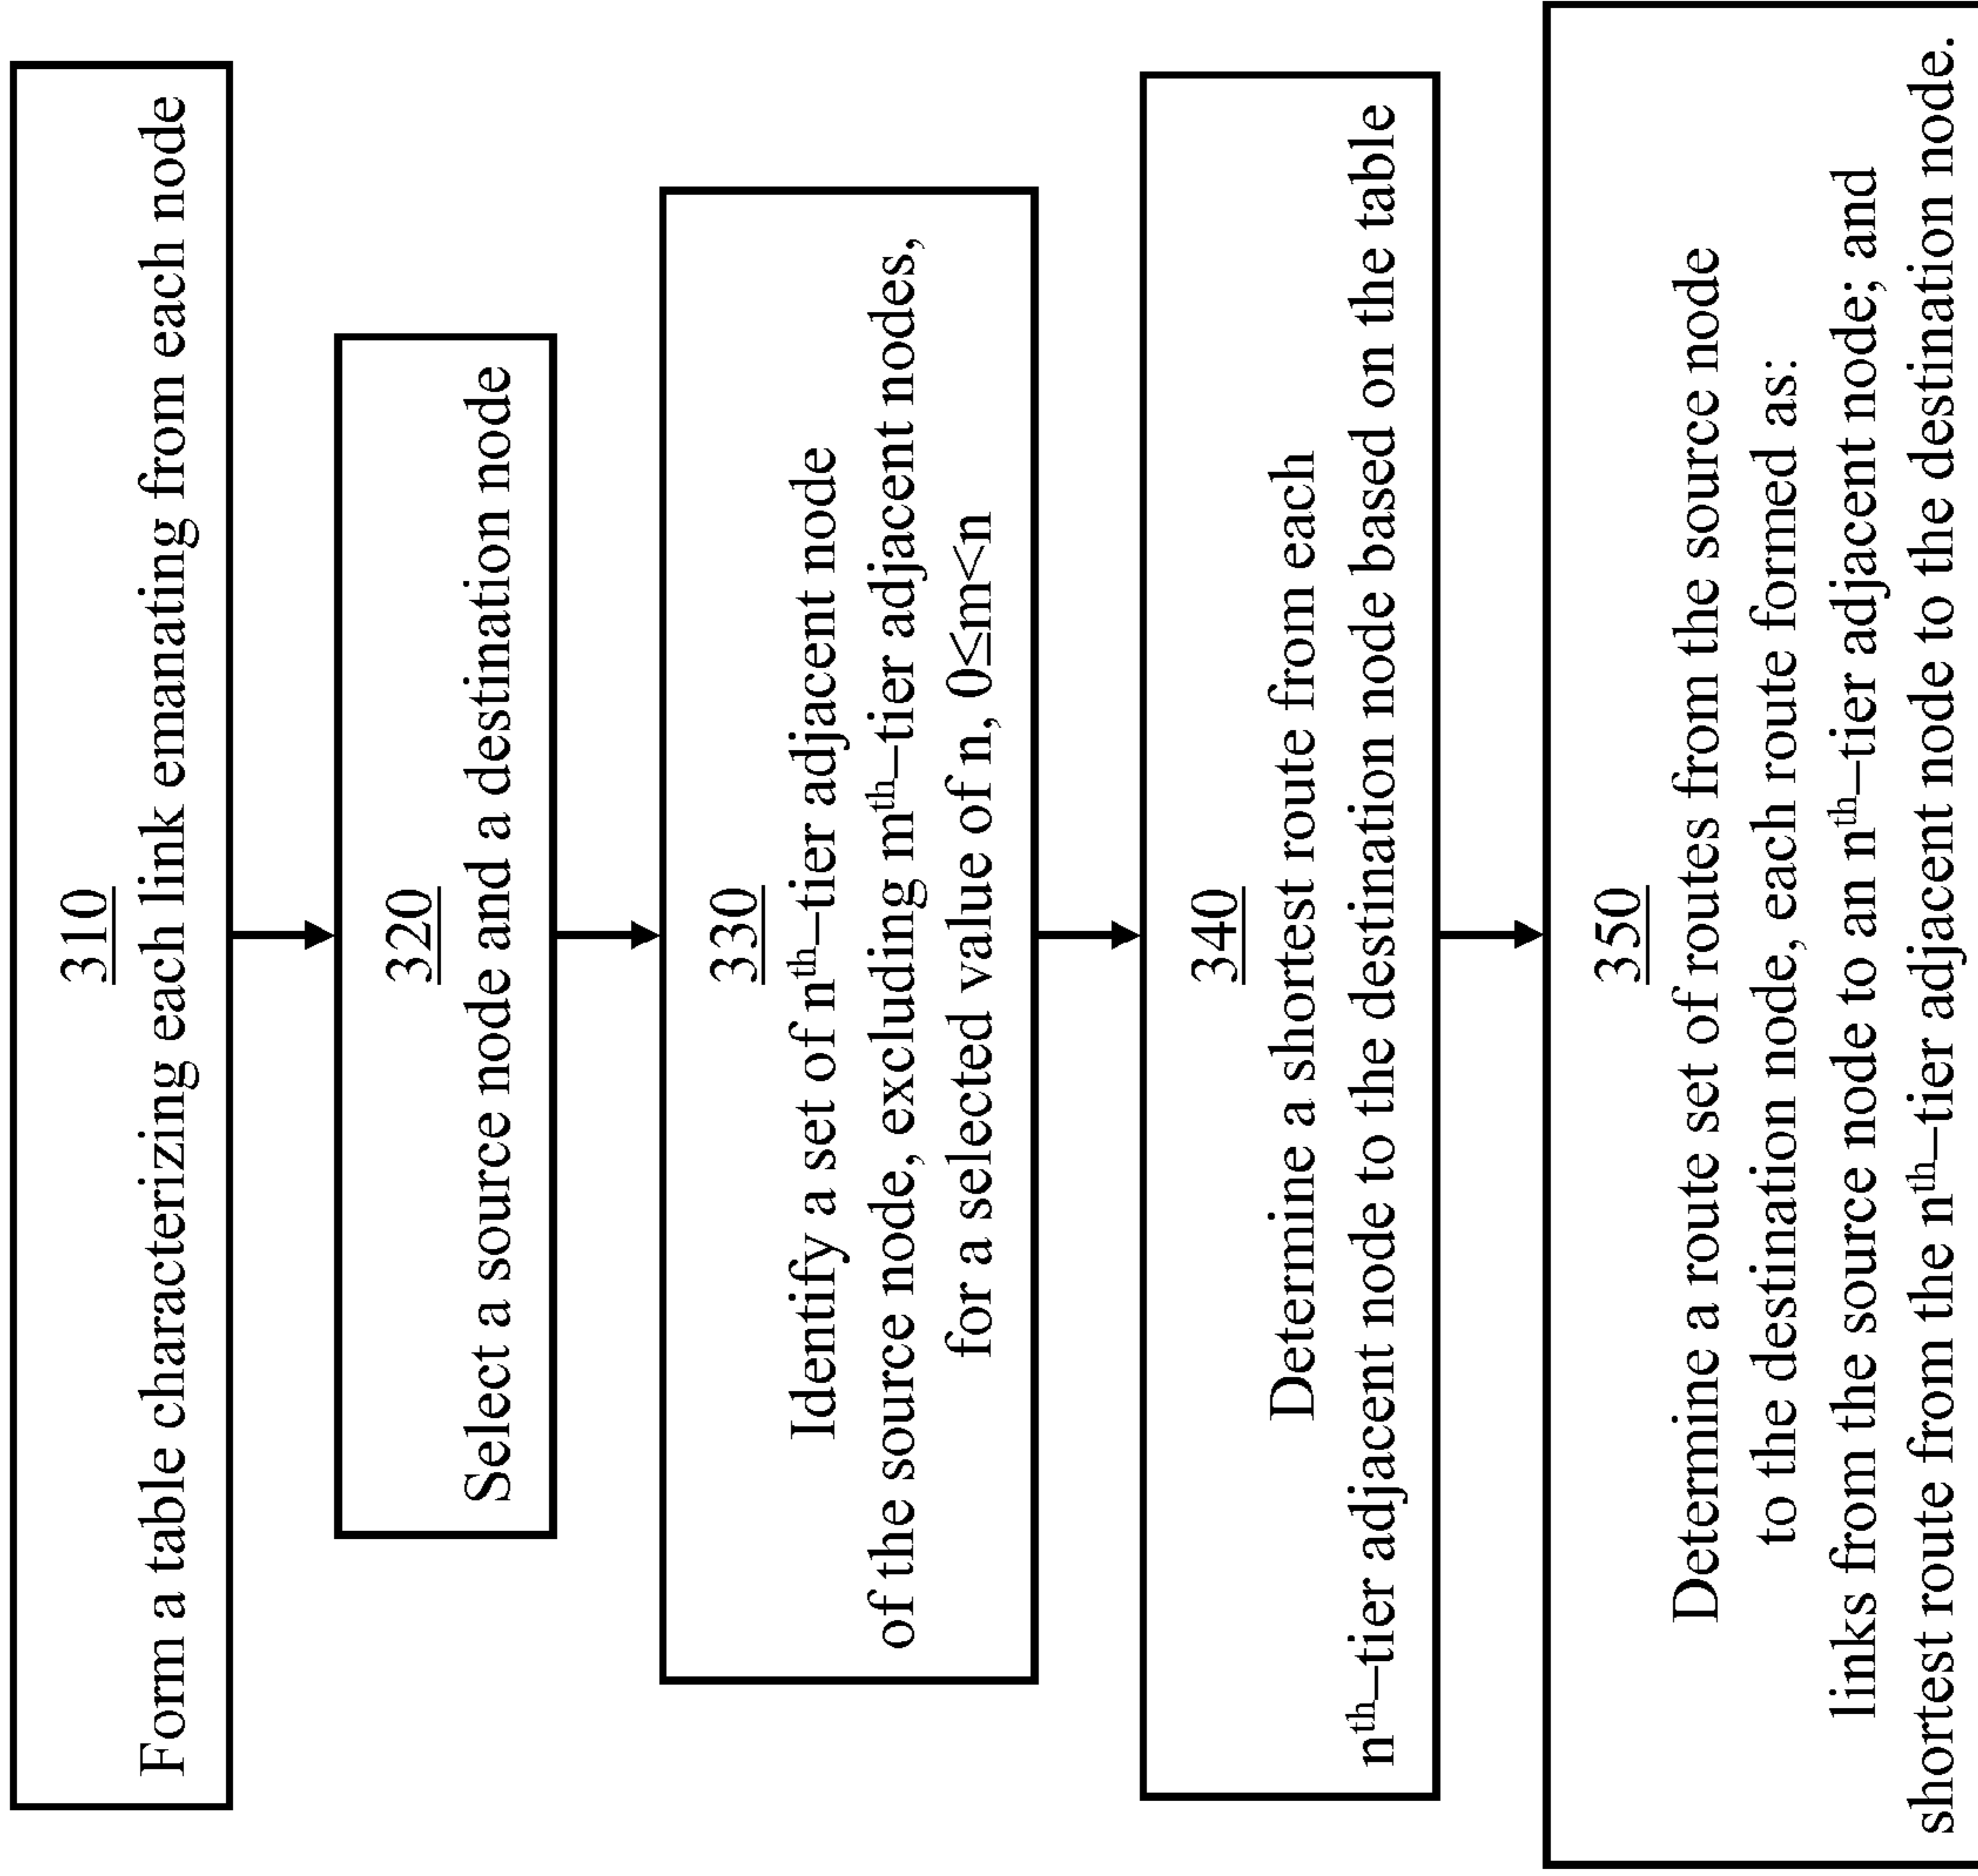 310
Form a table characterizing each link emanating from each node
320
Select a source node and a destination node
330
Identify a set of nth–tier adjacent node
of the source node, excluding mth–tier adjacent nodes,
for a selected value of n, 0≤m<n
340
Determine a shortest route from each
nth–tier adjacent node to the destination node based on the table
350
Determine a route set of routes from the source node
to the destination node, each route formed as:
links from the source node to an nth–tier adjacent node; and
shortest route from the nth–tier adjacent node to the destination node.